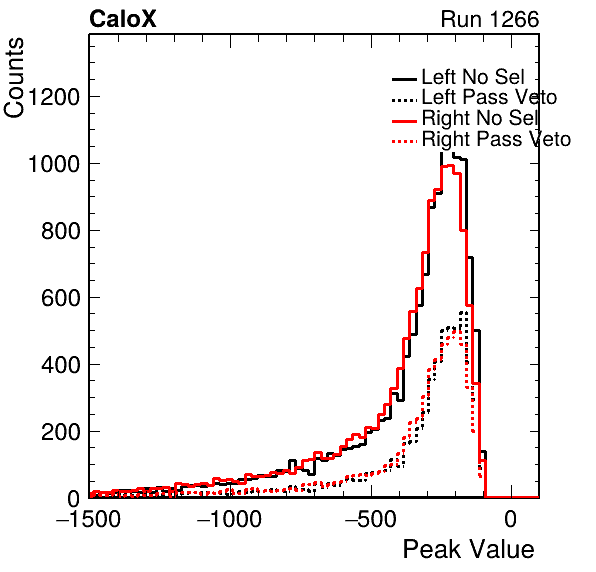 CaloX Run 1266
Counts
Left No Sel
Left Pass Veto
Right No Sel
Right Pass Veto
1200
1000
800
600
400
200
0
−1500 −1000 −500 0
Peak Value